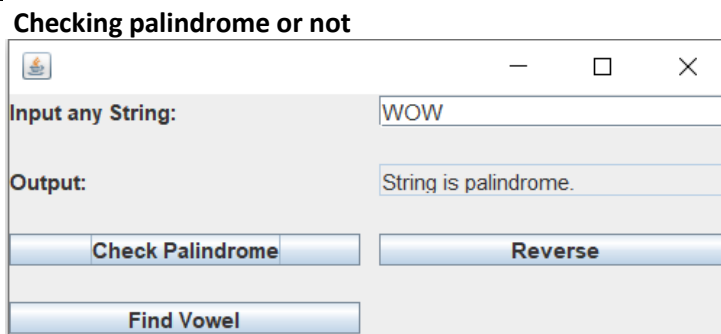 Checking palindrome or not
Input any String: WOW
Output: String is palindrome.
Check Palindrome Reverse
Find Vowel